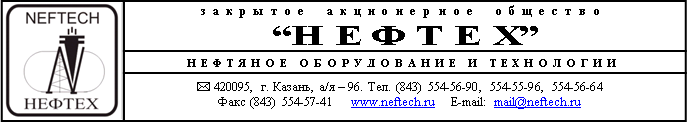 NEFTECH
НЕФТЕХ
закрытое акционерное общество
“НЕФТЕХ”
НЕФТЯНОЕ ОБОРУДОВАНИЕ И ТЕХНОЛОГИИ
✉ 420095, г. Казань, а/я – 96. Тел. (843) 554-56-90, 554-55-96, 554-56-64
Факс (843) 554-57-41 www.neftech.ru E-mail: mail@neftech.ru